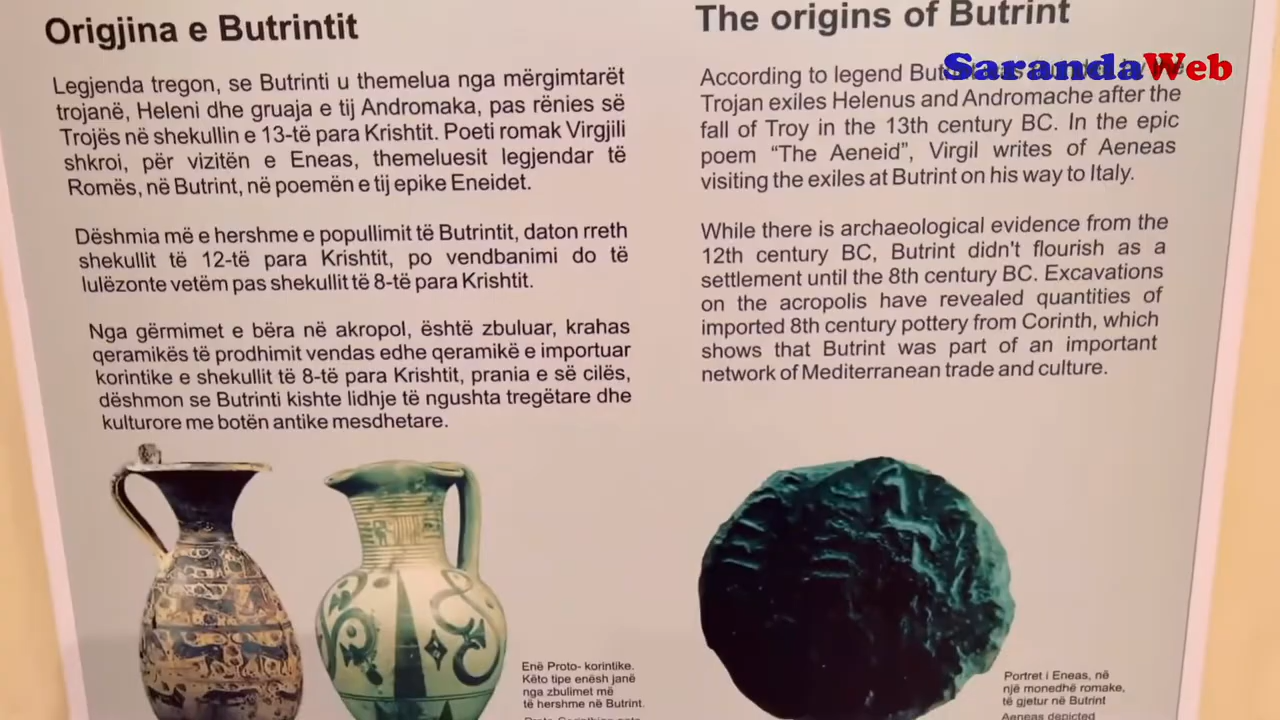 Origjina e Butrintit
Legjenda tregon, se Butrinti u themelua nga mërgimtarët
trojanë, Heleni dhe gruaja e tij Andromaka, pas rënies së
Trojës në shekullin e 13-të para Krishtit. Poeti romak Virgjili
shkroi, për vizitën e Eneas, themeluesit legjendar të
Romës, në Butrint, në poemën e tij epike Eneidet.
Dëshmia më e hershme e popullimit të Butrintit, daton rreth
shekullit të 12-të para Krishtit, po vendbanimi do të
lulëzonte vetëm pas shekullit të 8-të para Krishtit.
Nga gërmimet e bëra në akropol, është zbuluar, krahas
qeramikës të prodhimit vendas edhe qeramikë e importuar
korintike e shekullit të 8-të para Krishtit, prania e së cilës,
dëshmon se Butrinti kishte lidhje të ngushta tregëtare dhe
kulturore me botën antike mesdhetare.
Enë Proto- korintike.
Këto tipe enësh janë
nga zbulimet më
të hershme në Butrint.
The origins of Butrint
SarandaWeb
According to legend
Trojan exiles Helenus and Andromache after the
fall of Troy in the 13th century BC. In the epic
poem “The Aeneid”, Virgil writes of Aeneas
visiting the exiles at Butrint on his way to Italy.
While there is archaeological evidence from the
12th century BC, Butrint didn't flourish as a
settlement until the 8th century BC. Excavations
on the acropolis have revealed quantities of
imported 8th century pottery from Corinth, which
shows that Butrint was part of an important
network of Mediterranean trade and culture.
Portret i Eneas, në
një monedhë romake,
të gjetur në Butrint
Aeneas depicted